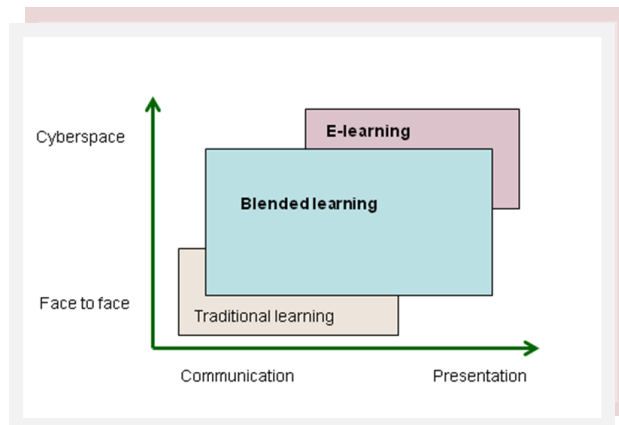 E-learning
Cyberspace
Blended learning
Face to face
Traditional learning
Communication
Presentation